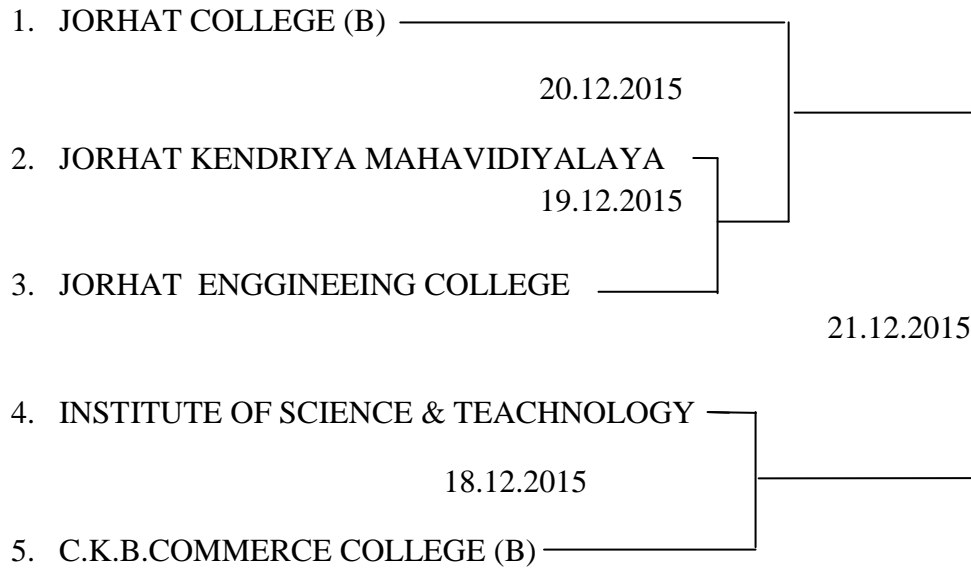 1. JORHAT COLLEGE (B)
20.12.2015
2. JORHAT KENDRIYA MAHAVIDIYALAYA
19.12.2015
3. JORHAT ENGGINEEING COLLEGE
21.12.2015
4. INSTITUTE OF SCIENCE & TEACHNOLOGY
18.12.2015
5. C.K.B.COMMERCE COLLEGE (B)